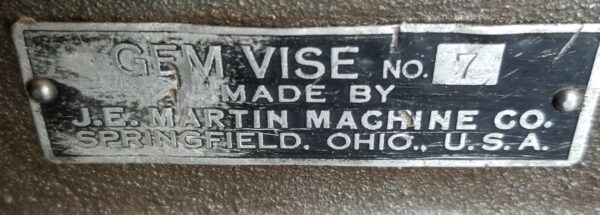 GEM VISE NO. 7
MADE BY
J.E. MARTIN MACHINE CO.
SPRINGFIELD, OHIO., U.S.A.